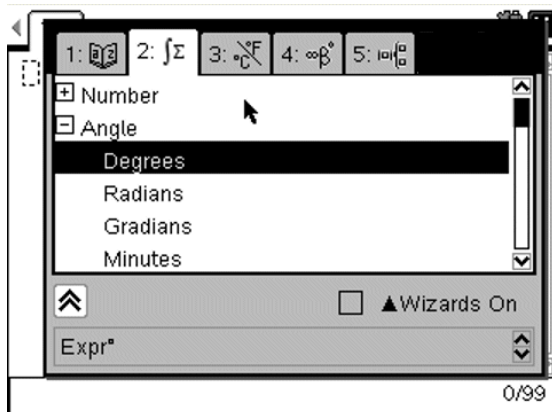 1: 2: ∫Σ 3: °C°F 4: ∞β° 5:
Number
Angle
Degrees
Radians
Gradians
Minutes
▲Wizards On
Expr°
0/99